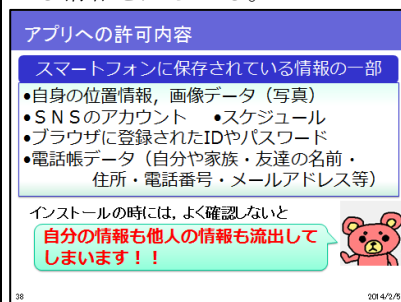 アプリへの許可内容
スマートフォンに保存されている情報の一部
•自身の位置情報，画像データ（写真）
•ＳＮＳのアカウント　•スケジュール
•ブラウザに登録されたIDやパスワード
•電話帳データ（自分や家族・友達の名前・
住所・電話番号・メールアドレス等）
インストールの時には，よく確認しないと
自分の情報も他人の情報も流出して
しまいます！！
38
2014/2/5